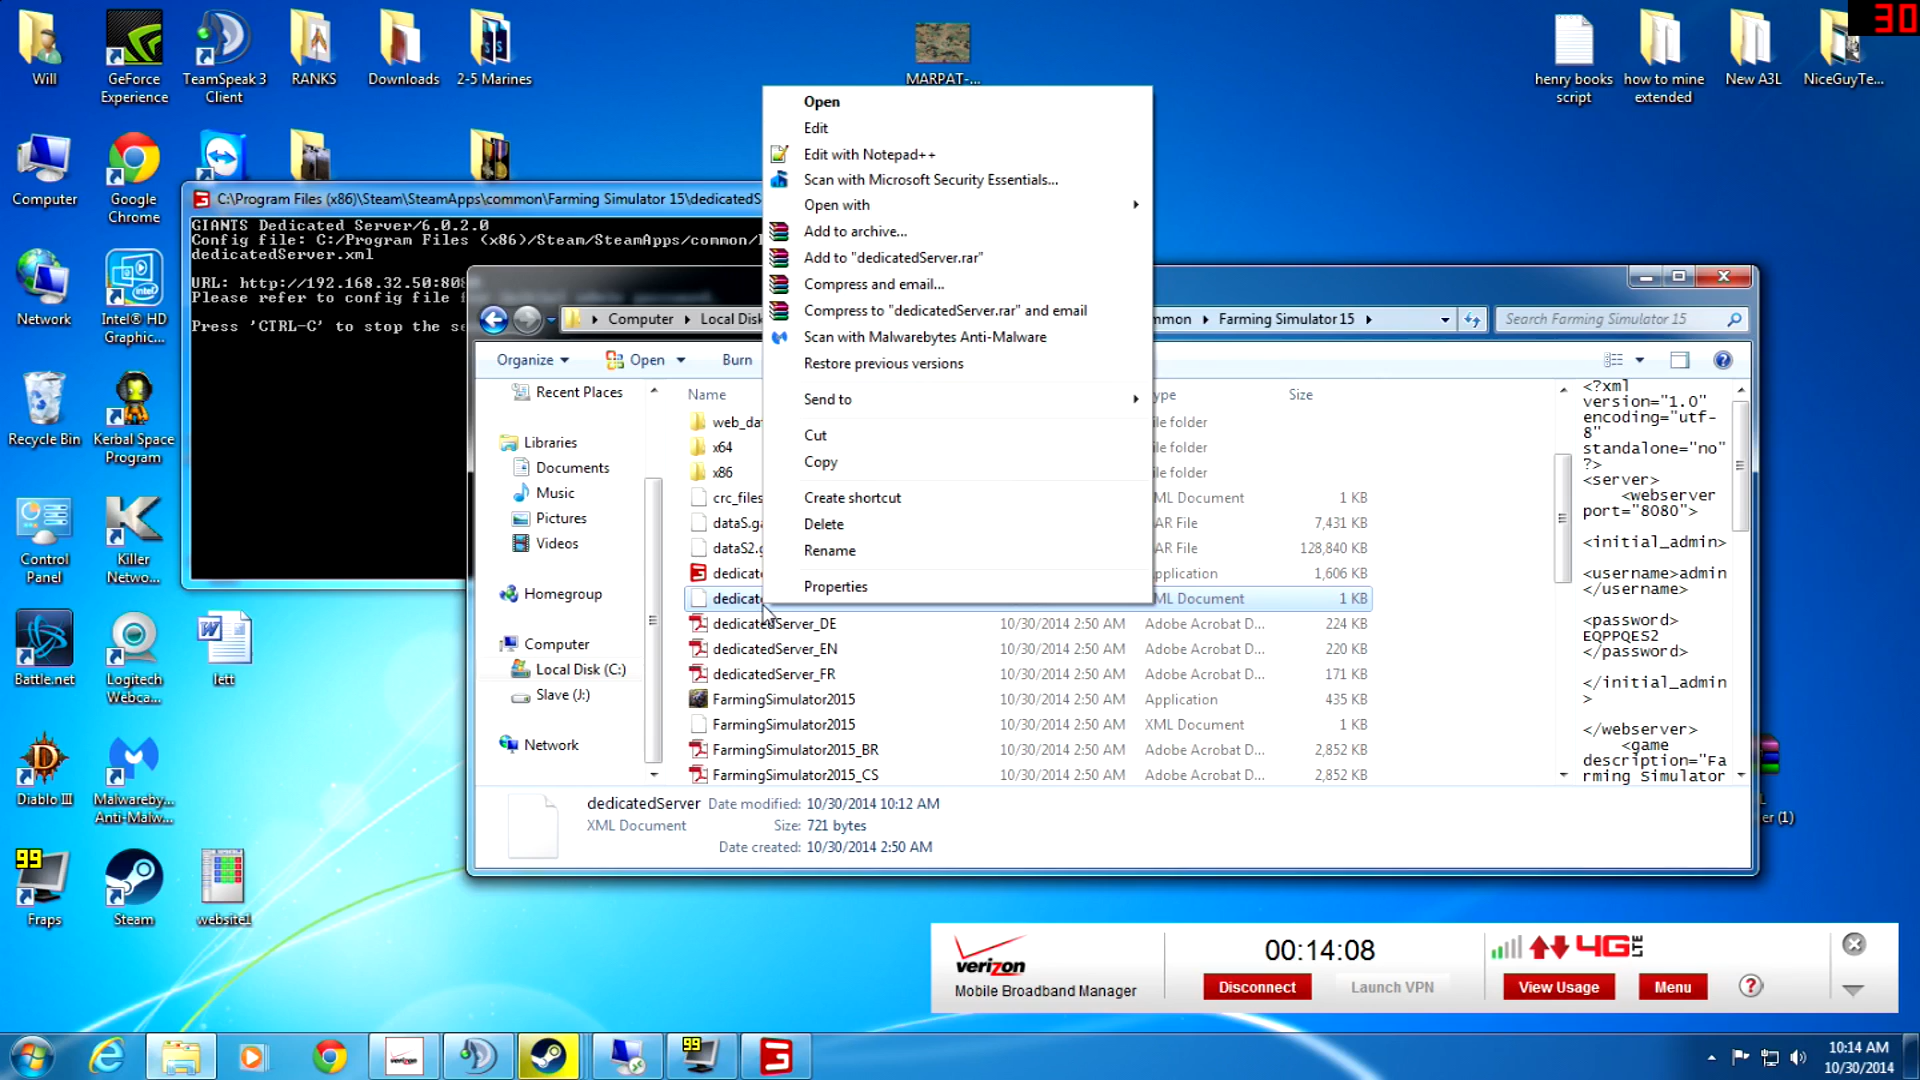 Will
GeForce Experience
TeamSpeak 3 Client
RANKS
Downloads
2-5 Marines
MARPAT-...
henry books script
how to mine extended
New A3L
NiceGuyTe...
30
Computer
Google Chrome
Network
Intel® HD Graphic...
Recycle Bin
Kerbal Space Program
Control Panel
Killer Netwo...
Battle.net
Logitech Webca...
lett
Diablo III
Malwareby... Anti-Malw...
99
Fraps
Steam
website1
C:\Program Files (x86)\Steam\SteamApps\common\Farming Simulator 15\dedicatedS
GIANTS Dedicated Server/6.0.2.0
Config file: C:/Program Files (x86)/Steam/SteamApps/common/
dedicatedServer.xml
URL: http://192.168.32.50:808
Please refer to config file
Press 'CTRL-C' to stop the se
Open
Edit
Edit with Notepad++
Scan with Microsoft Security Essentials...
Open with
Add to archive...
Add to "dedicatedServer.rar"
Compress and email...
Compress to "dedicatedServer.rar" and email
Scan with Malwarebytes Anti-Malware
Restore previous versions
Send to
Cut
Copy
Create shortcut
Delete
Rename
Properties
Computer
Local Disk
mmon
Farming Simulator 15
Search Farming Simulator 15
Organize
Open
Burn
Recent Places
Libraries
Documents
Music
Pictures
Videos
Homegroup
Computer
Local Disk (C:)
Slave (J:)
Network
Name
ype
Size
web_da
ile folder
x64
ile folder
x86
ile folder
crc_files
ML Document
1 KB
dataS.ga
AR File
7,431 KB
dataS2.g
AR File
128,840 KB
dedicate
pplication
1,606 KB
dedicate
ML Document
1 KB
dedicatedServer_DE
10/30/2014 2:50 AM
Adobe Acrobat D...
224 KB
dedicatedServer_EN
10/30/2014 2:50 AM
Adobe Acrobat D...
220 KB
dedicatedServer_FR
10/30/2014 2:50 AM
Adobe Acrobat D...
171 KB
FarmingSimulator2015
10/30/2014 2:50 AM
Application
435 KB
FarmingSimulator2015
10/30/2014 2:50 AM
XML Document
1 KB
FarmingSimulator2015_BR
10/30/2014 2:50 AM
Adobe Acrobat D...
2,852 KB
FarmingSimulator2015_CS
10/30/2014 2:50 AM
Adobe Acrobat D...
2,852 KB
<?xml
version="1.0"
encoding="utf-
8"
standalone="no"
?>
<server>
<webserver
port="8080">
<initial_admin>
<username>admin
</username>
<password>
EQPPQES2
</password>
</initial_admin
>
</webserver>
<game
description="Fa
rming Simulator
dedicatedServer
Date modified: 10/30/2014 10:12 AM
XML Document
Size: 721 bytes
Date created: 10/30/2014 2:50 AM
er (1)
verizon
Mobile Broadband Manager
00:14:08
Disconnect
Launch VPN
4G LTE
View Usage
Menu
?
verizon
99
10:14 AM
10/30/2014